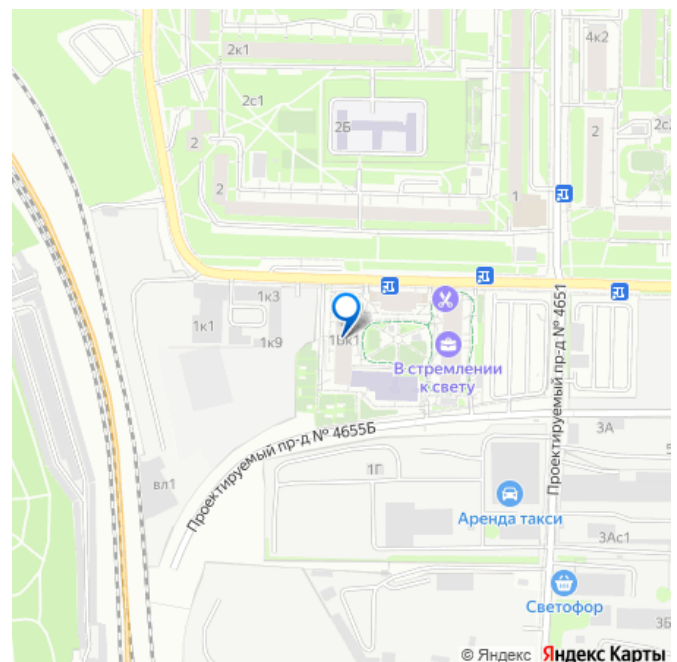 2к1
4к2
2с1
2Б
2
2
2с
2
1
1к3
1к1
1к9
1Вк1
В стремлении
к свету
Проектируемый пр-д № 4651
Проектируемый пр-д № 4655Б
3А
вл1
1Г
Аренда такси
3Ас1
Светофор
3Б
© Яндекс Яндекс Карты